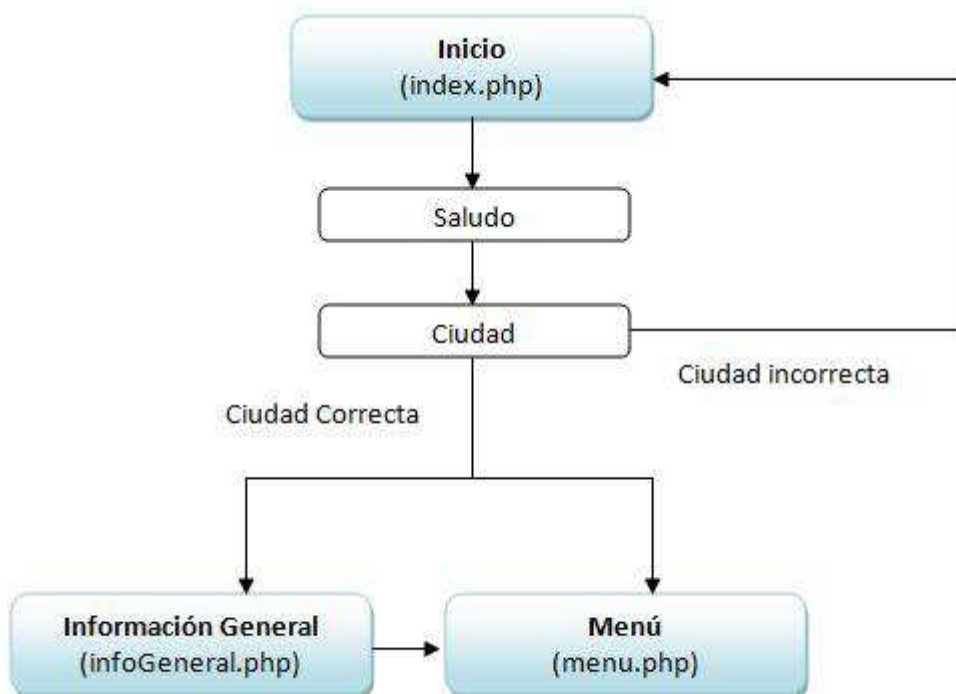 Inicio
(index.php)
Saludo
Ciudad
Ciudad incorrecta
Ciudad Correcta
Información General
(infoGeneral.php)
Menú
(menu.php)